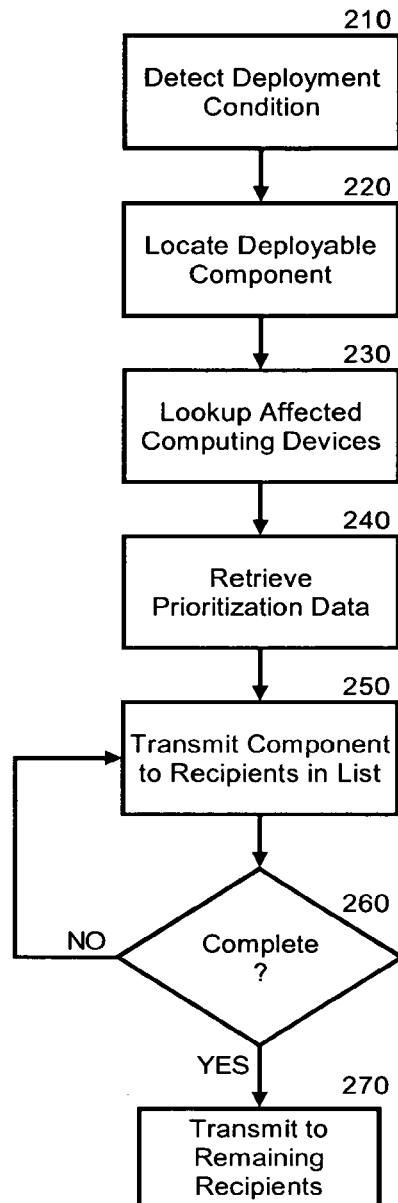 210
Detect Deployment
Condition
220
Locate Deployable
Component
230
Lookup Affected
Computing Devices
240
Retrieve
Prioritization Data
250
Transmit Component
to Recipients in List
260
Complete
?
NO
YES
270
Transmit to
Remaining
Recipients